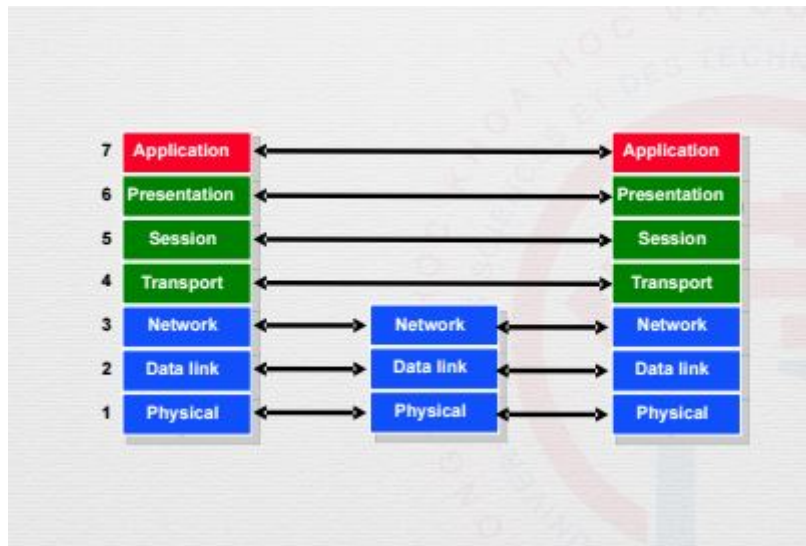 7 Application Application
6 Presentation Presentation
5 Session Session
4 Transport Transport
3 Network Network Network
2 Data link Data link Data link
1 Physical Physical Physical